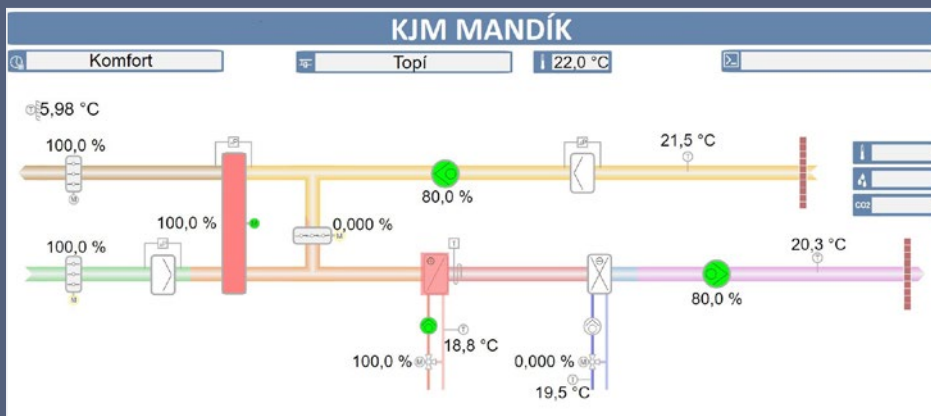 KJM MANDÍK
Komfort
Topí
22,0 °C
5,98 °C
100,0 %
21,5 °C
80,0 %
100,0 %
0,000 %
CO2
100,0 %
20,3 °C
80,0 %
18,8 °C
100,0 %
0,000 %
19,5 °C